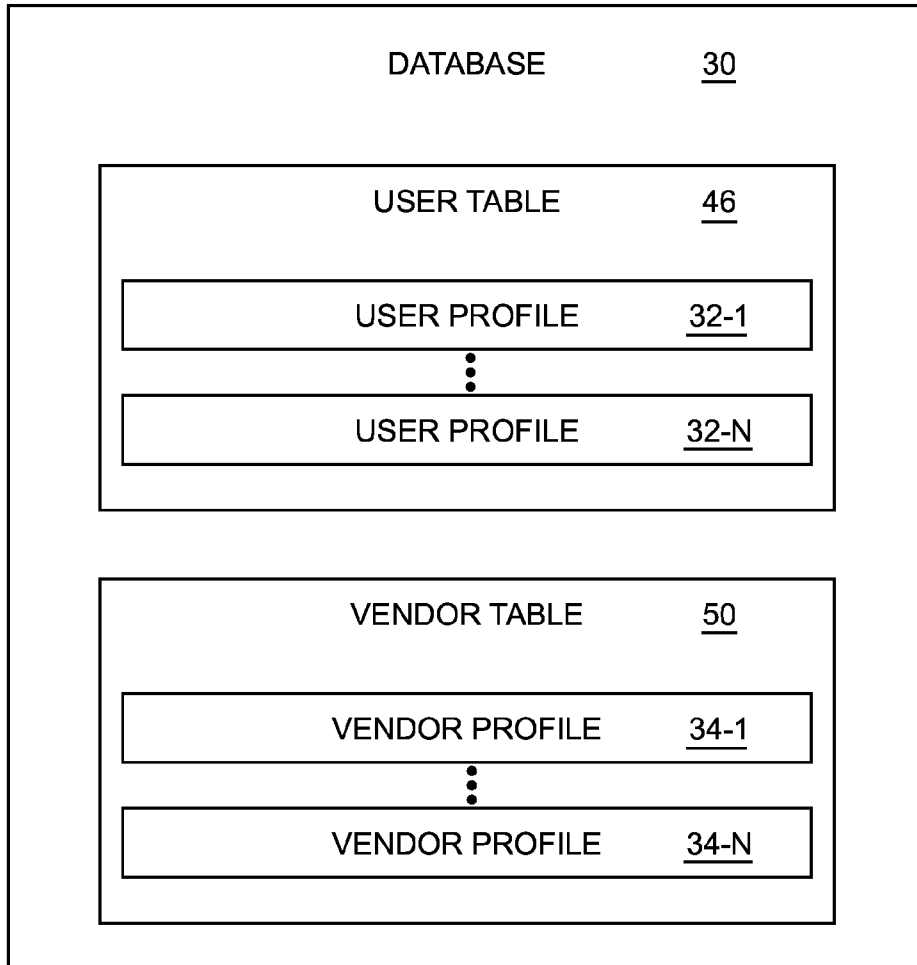 DATABASE 30
USER TABLE 46
USER PROFILE 32-1
USER PROFILE 32-N
VENDOR TABLE 50
VENDOR PROFILE 34-1
VENDOR PROFILE 34-N